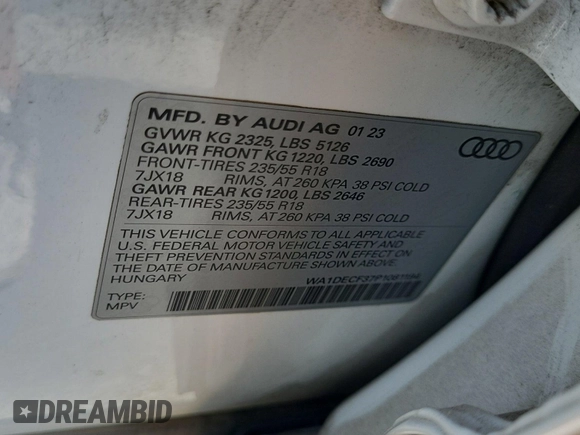 MFD. BY AUDI AG 01 23
GVWR KG 2325, LBS 5126
GAWR FRONT KG 1220, LBS 2690
FRONT-TIRES 235/55 R18
7JX18 RIMS, AT 260 KPA 38 PSI COLD
GAWR REAR KG 1200, LBS 2646
REAR-TIRES 235/55 R18
7JX18 RIMS, AT 260 KPA 38 PSI COLD
THIS VEHICLE CONFORMS TO ALL APPLICABLE
U.S. FEDERAL MOTOR VEHICLE SAFETY AND
THEFT PREVENTION STANDARDS IN EFFECT ON
THE DATE OF MANUFACTURE SHOWN ABOVE.
HUNGARY
TYPE:
MPV
DREAMBID